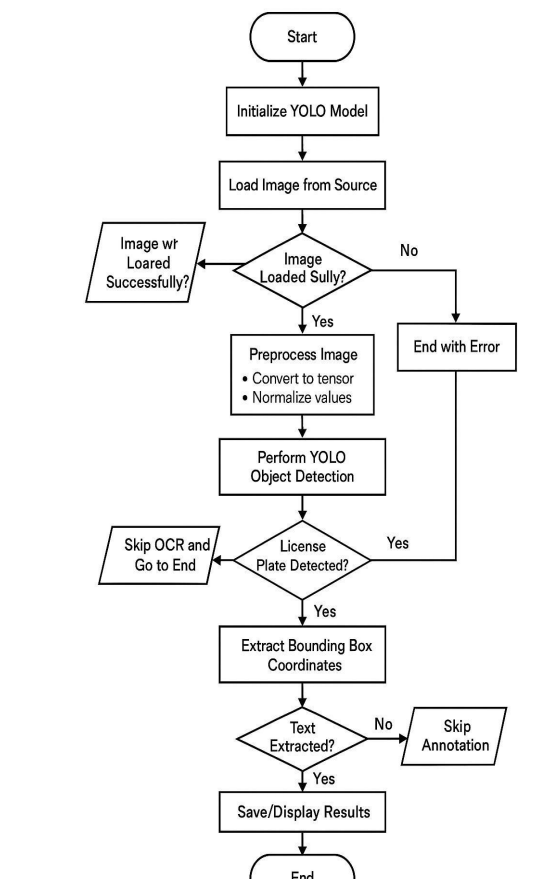 Start
Initialize YOLO Model
Load Image from Source
Image wr
Loared
Successfully?
Image
Loaded Sully?
No
Yes
Preprocess Image
• Convert to tensor
• Normalize values
End with Error
Perform YOLO
Object Detection
Skip OCR and
Go to End
License
Plate Detected?
Yes
Yes
Extract Bounding Box
Coordinates
Text
Extracted?
No
Skip
Annotation
Yes
Save/Display Results
End